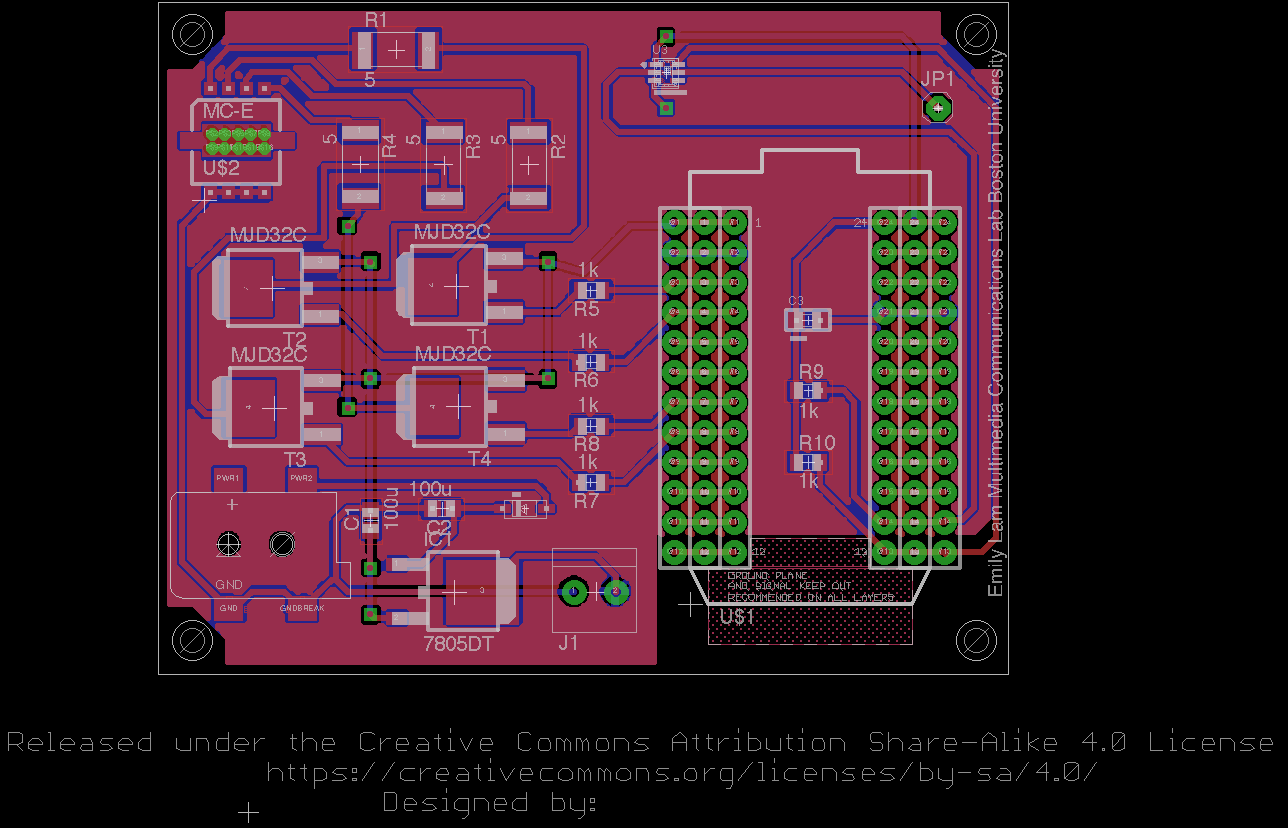 R1
5
U3
JP1
MC-E
U$2
5
R4
5
R3
5
R2
Emily Lam Multimedia Communications Lab Boston University
MJD32C
T2
MJD32C
T1
1
24
1k
R5
C3
MJD32C
T3
MJD32C
T4
1k
R6
R9
1k
1k
R8
R10
1k
1k
R7
PWR1
PWR2
C1
100u
100u
C2
IC1
12
13
GND
GND
GNDBREAK
7805DT
J1
GROUND PLANE
AND SIGNAL KEEP OUT
RECOMMENDED ON ALL LAYERS
U$1
Released under the Creative Commons Attribution Share-Alike 4.0 License
https://creativecommons.org/licenses/by-sa/4.0/
Designed by: